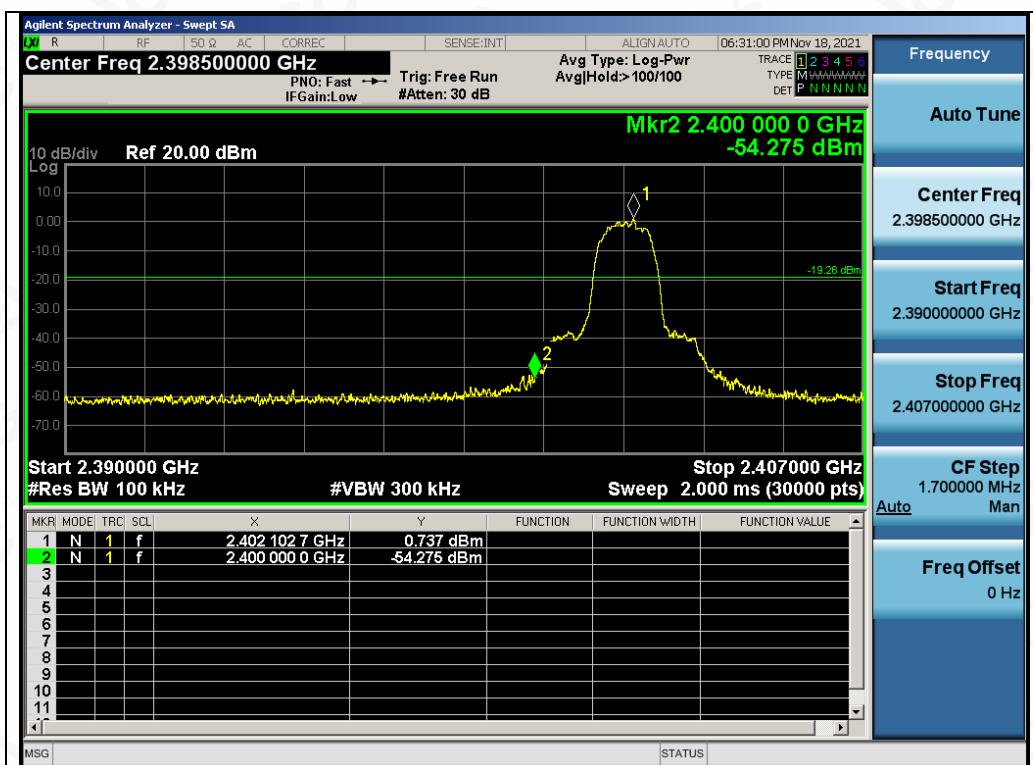 Agilent Spectrum Analyzer - Swept SA
LXI R RF 50 Ω AC CORREC SENSE:INT ALIGN AUTO 06:31:00 PM Nov 18, 2021
Center Freq 2.398500000 GHz Avg Type: Log-Pwr TRACE 1 2 3 4 5 6
PNO: Fast Trig: Free Run Avg|Hold:>100/100 TYPE M WWWWW
IFGain:Low #Atten: 30 dB DET P N N N N N
Mkr2 2.400 000 0 GHz
10 dB/div Ref 20.00 dBm -54.275 dBm
Log
10.0
0.00
-10.0
-20.0
-30.0
-40.0
-50.0
-60.0
-70.0
1
-19.26 dBm
2
Start 2.390000 GHz Stop 2.407000 GHz
#Res BW 100 kHz #VBW 300 kHz Sweep 2.000 ms (30000 pts)
MKR MODE TRC SCL X Y FUNCTION FUNCTION WIDTH FUNCTION VALUE
1 N 1 f 2.402 102 7 GHz 0.737 dBm
2 N 1 f 2.400 000 0 GHz -54.275 dBm
3
4
5
6
7
8
9
10
11
MSG STATUS
Frequency
Auto Tune
Center Freq
2.398500000 GHz
Start Freq
2.390000000 GHz
Stop Freq
2.407000000 GHz
CF Step
1.700000 MHz
Auto Man
Freq Offset
0 Hz